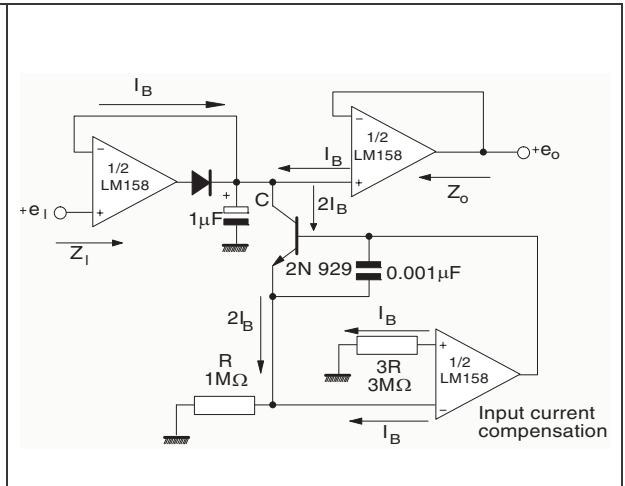 I_B
−
1/2
LM158
+
+e_I
Z_I
+
1µF
C
I_B
2I_B
−
1/2
LM158
+
+e_o
Z_o
2N 929
0.001µF
2I_B
R
1MΩ
I_B
3R
3MΩ
+
1/2
LM158
−
I_B
Input current
compensation